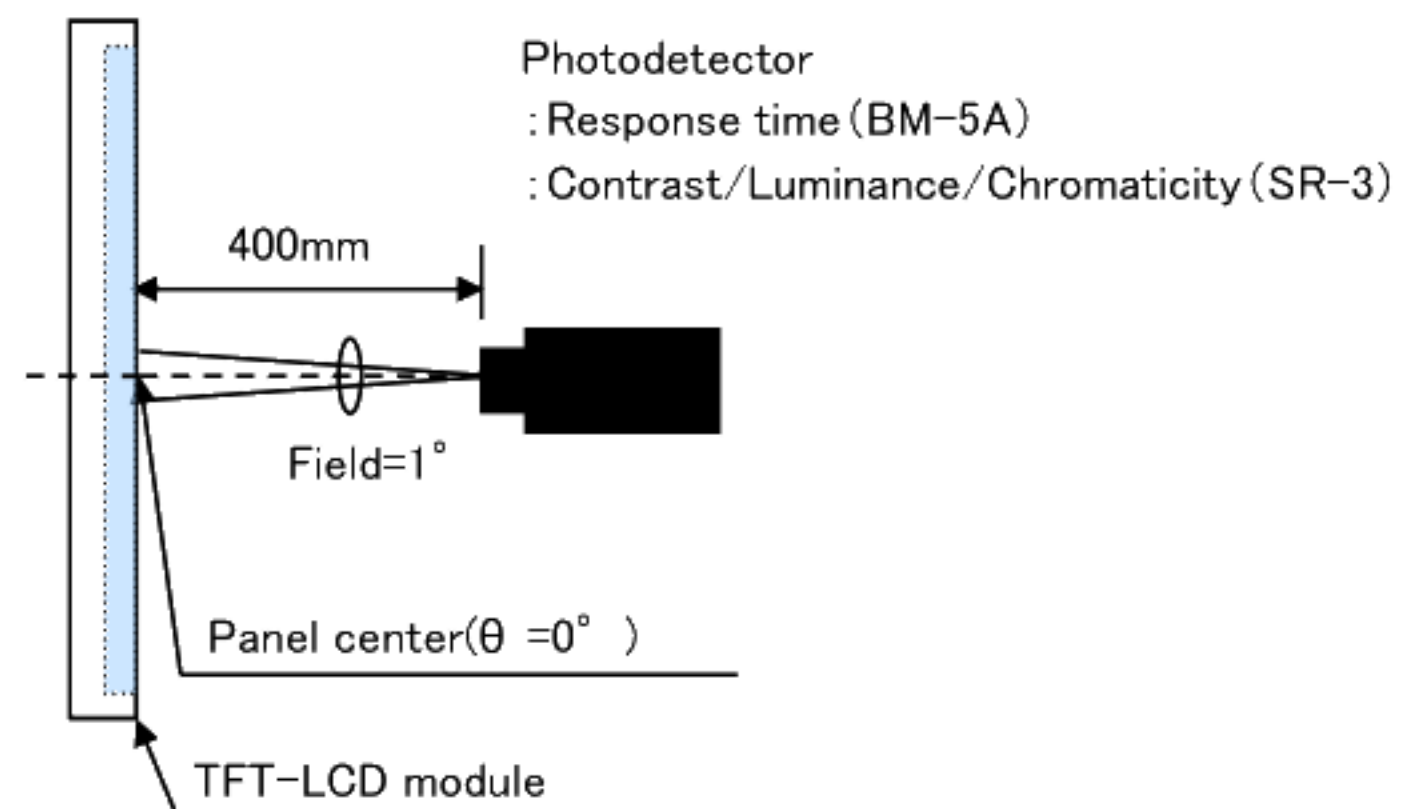 Photodetector
:Response time(BM-5A)
:Contrast/Luminance/Chromaticity(SR-3)
400mm
Field=1°
Panel center(θ =0° )
TFT-LCD module